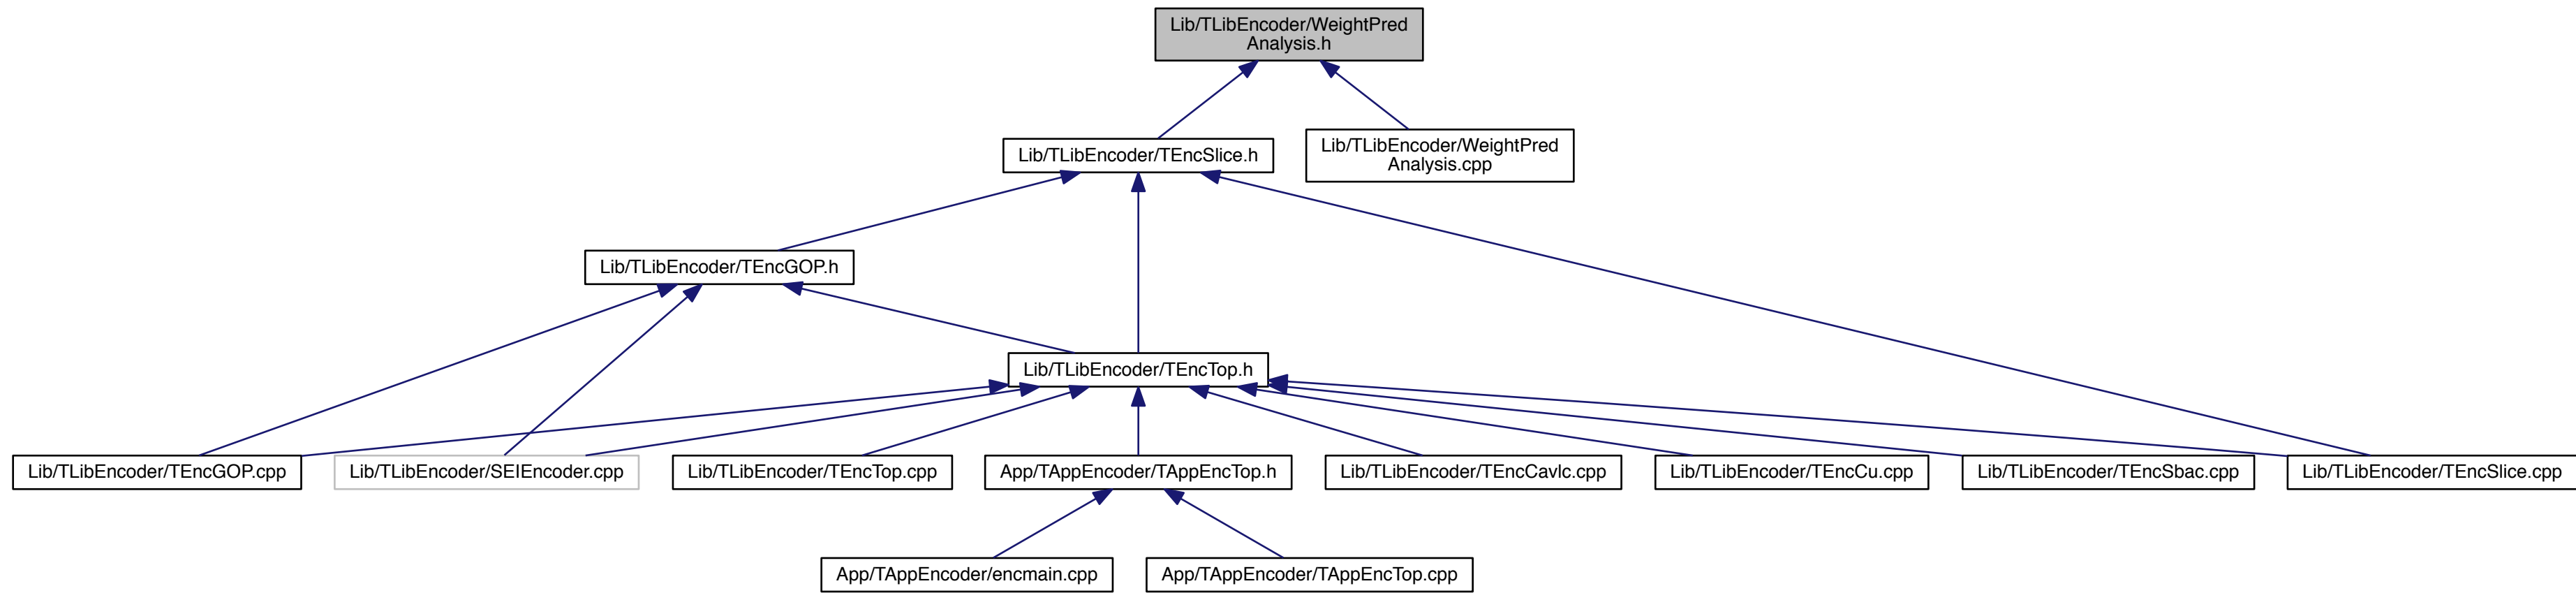 Lib/TLibEncoder/WeightPred
Analysis.h
Lib/TLibEncoder/TEncSlice.h
Lib/TLibEncoder/WeightPred
Analysis.cpp
Lib/TLibEncoder/TEncGOP.h
Lib/TLibEncoder/TEncTop.h
Lib/TLibEncoder/TEncGOP.cpp
Lib/TLibEncoder/SEIEncoder.cpp
Lib/TLibEncoder/TEncTop.cpp
App/TAppEncoder/TAppEncTop.h
Lib/TLibEncoder/TEncCavlc.cpp
Lib/TLibEncoder/TEncCu.cpp
Lib/TLibEncoder/TEncSbac.cpp
Lib/TLibEncoder/TEncSlice.cpp
App/TAppEncoder/encmain.cpp
App/TAppEncoder/TAppEncTop.cpp